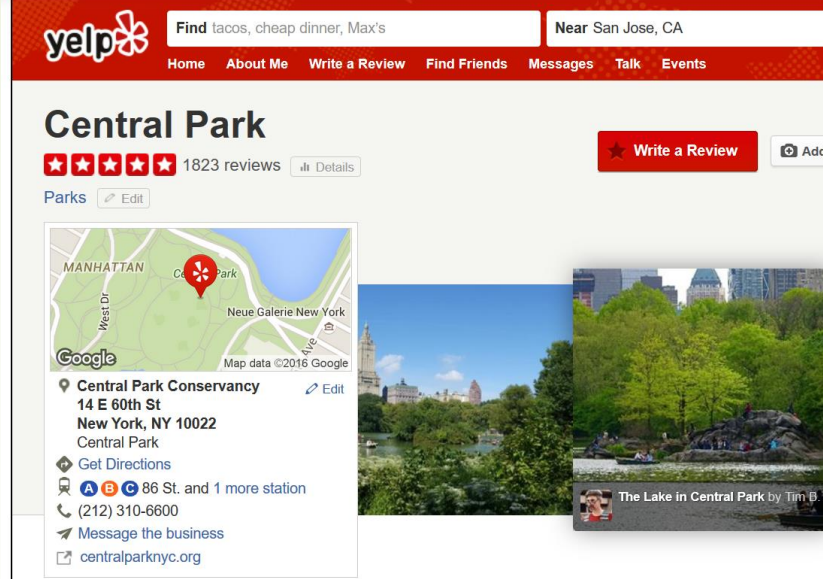 yelp
Find tacos, cheap dinner, Max's
Near San Jose, CA
Home About Me Write a Review Find Friends Messages Talk Events
Central Park
1823 reviews Details
Write a Review
Add
Parks Edit
MANHATTAN
Central Park
West Dr
Neue Galerie New York
Ave
Google
Map data ©2016 Google
Central Park Conservancy Edit
14 E 60th St
New York, NY 10022
Central Park
Get Directions
A B C 86 St. and 1 more station
(212) 310-6600
Message the business
centralparknyc.org
The Lake in Central Park by Tim B.